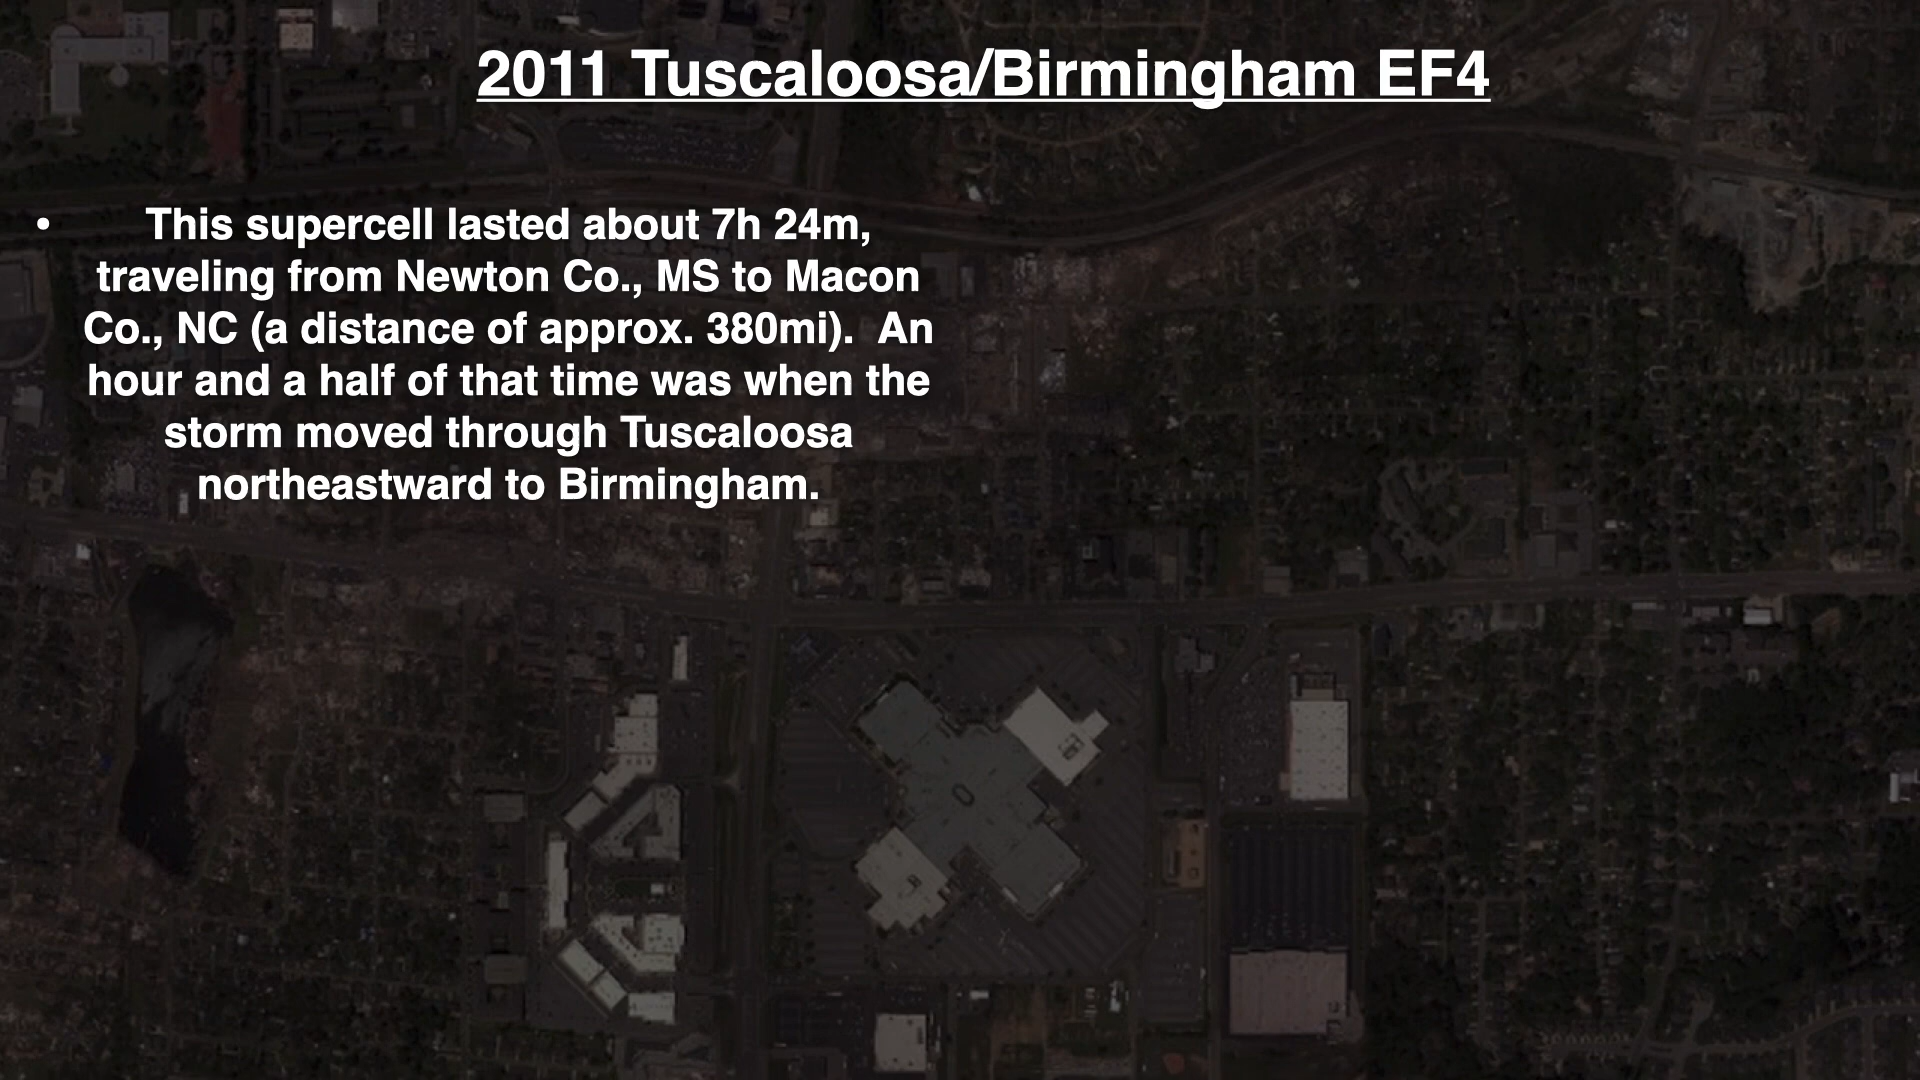 2011 Tuscaloosa/Birmingham EF4
• This supercell lasted about 7h 24m,
traveling from Newton Co., MS to Macon
Co., NC (a distance of approx. 380mi).  An
hour and a half of that time was when the
storm moved through Tuscaloosa
northeastward to Birmingham.